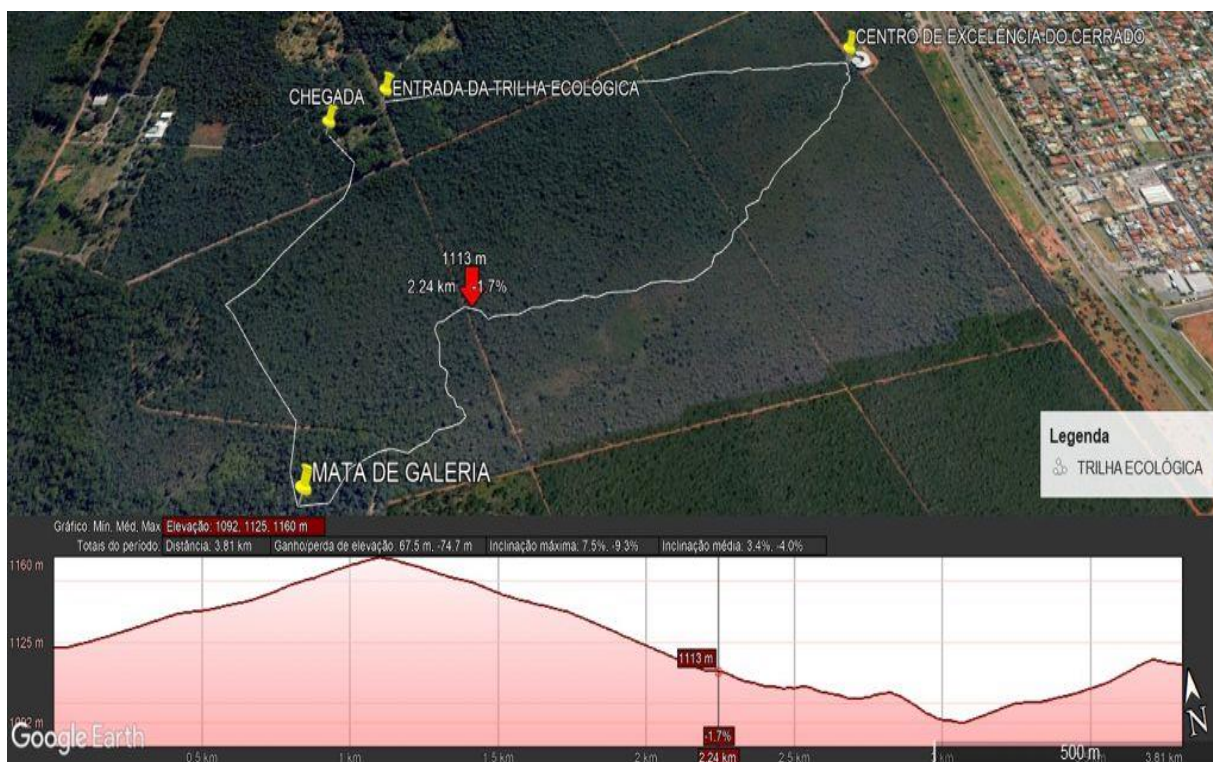 CENTRO DE EXCELÊNCIA DO CERRADO
ENTRADA DA TRILHA ECOLÓGICA
CHEGADA
1113 m
2.24 km -1.7%
MATA DE GALERIA
Legenda
TRILHA ECOLÓGICA
Gráfico: Mín, Méd, Max Elevação: 1092, 1125, 1160 m
Totais do período: Distância: 3.81 km Ganho/perda de elevação: 67.5 m, -74.7 m Inclinação máxima: 7.5%, -9.3% Inclinação média: 3.4%, -4.0%
1160 m
1125 m
1113 m
1092 m
Google Earth
-1.7%
N
0.5 km 1 km 1.5 km 2 km 2.24 km 2.5 km 500 m 3.81 km